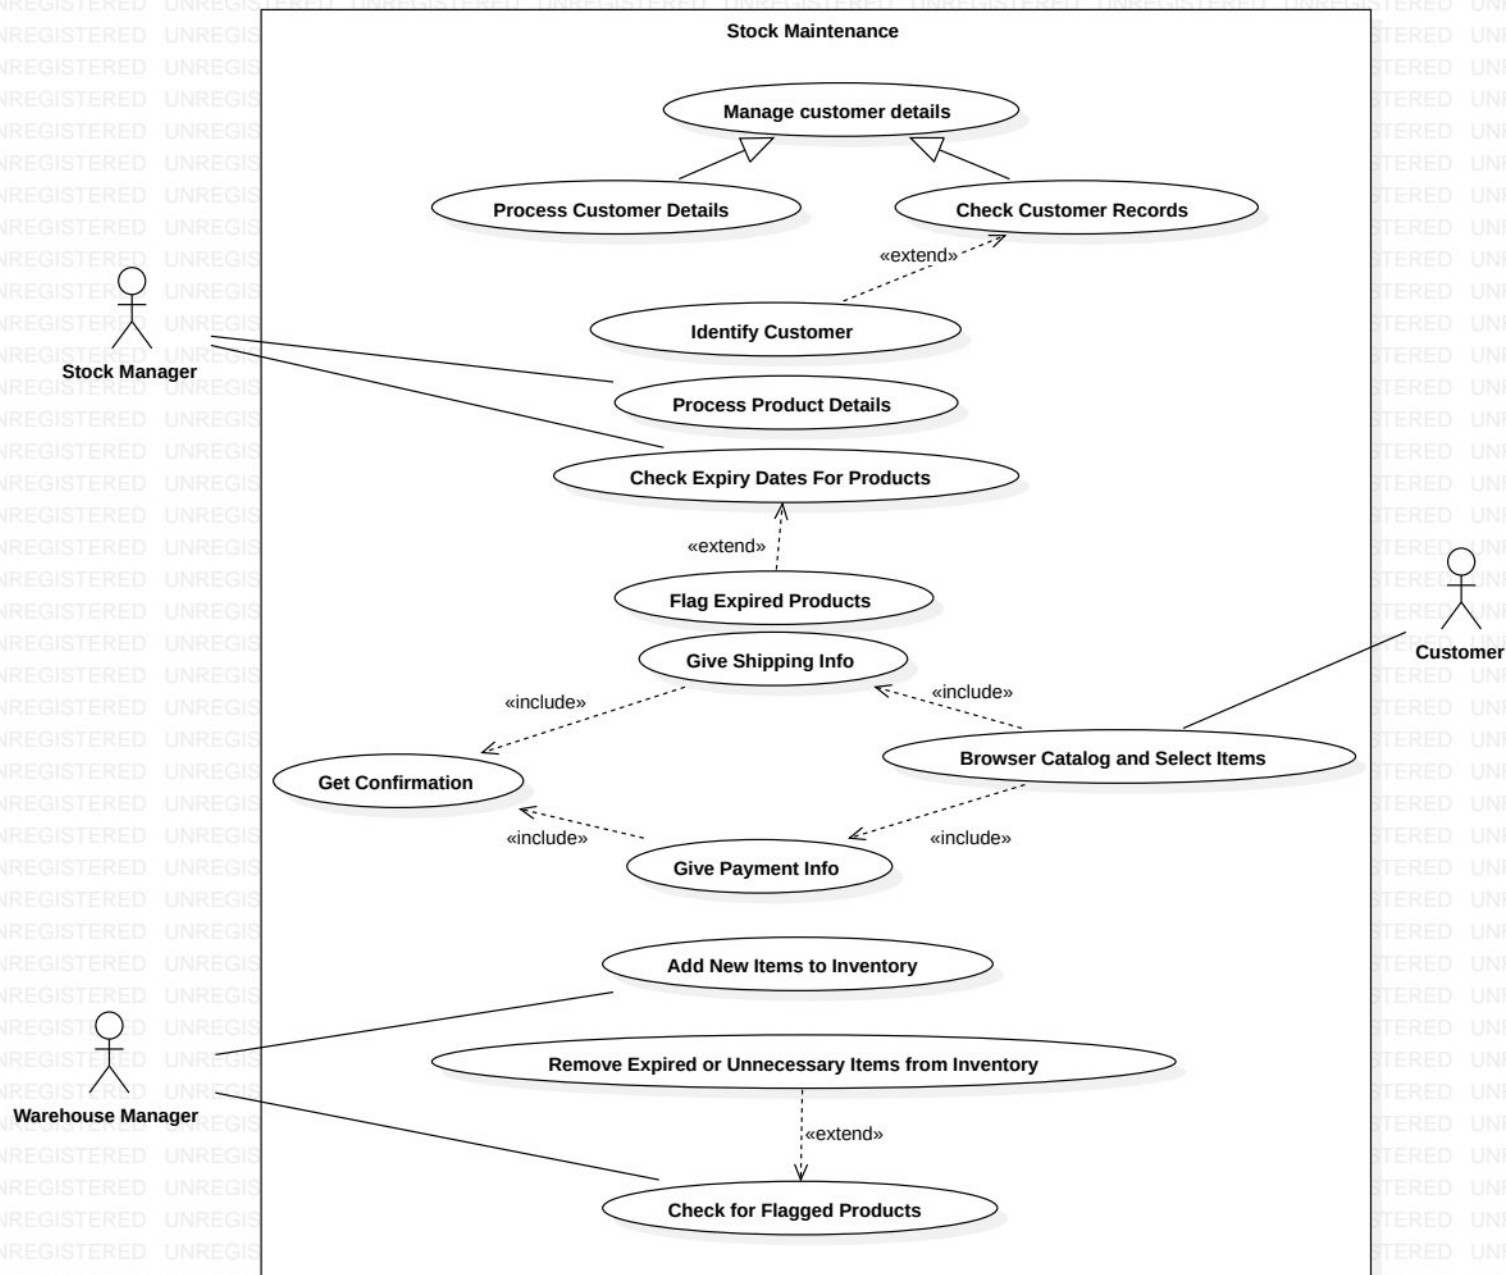 Stock Maintenance
Manage customer details
Process Customer Details
Check Customer Records
«extend»
Identify Customer
Stock Manager
Process Product Details
Check Expiry Dates For Products
«extend»
Flag Expired Products
Give Shipping Info
Customer
«include»
«include»
Browser Catalog and Select Items
Get Confirmation
«include»
«include»
Give Payment Info
Add New Items to Inventory
Remove Expired or Unnecessary Items from Inventory
Warehouse Manager
«extend»
Check for Flagged Products
UNREGISTERED